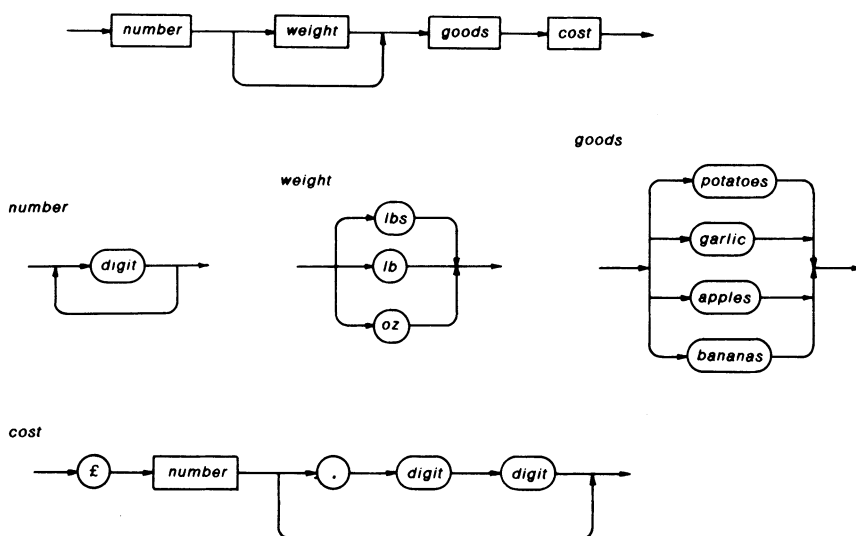 number weight goods cost
goods
weight
potatoes
number
lbs
garlic
digit
lb
apples
oz
bananas
cost
£ number . digit digit